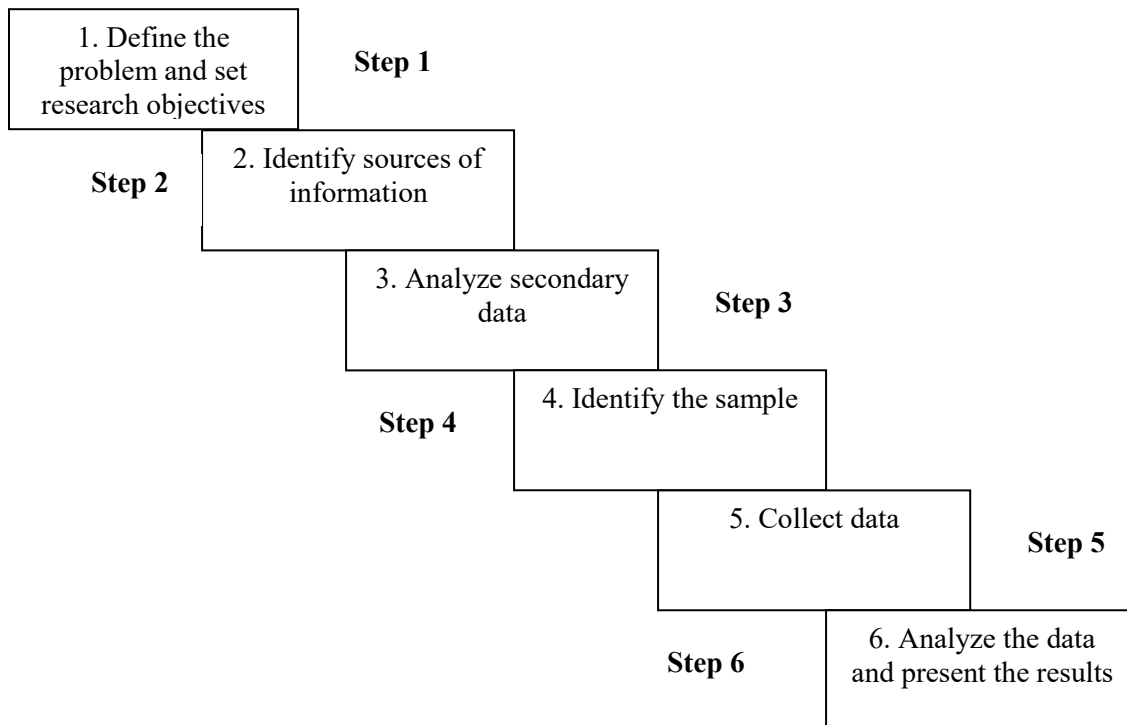 1. Define the
problem and set
research objectives
Step 1
Step 2
2. Identify sources of
information
3. Analyze secondary
data
Step 3
Step 4
4. Identify the sample
5. Collect data
Step 5
Step 6
6. Analyze the data
and present the results